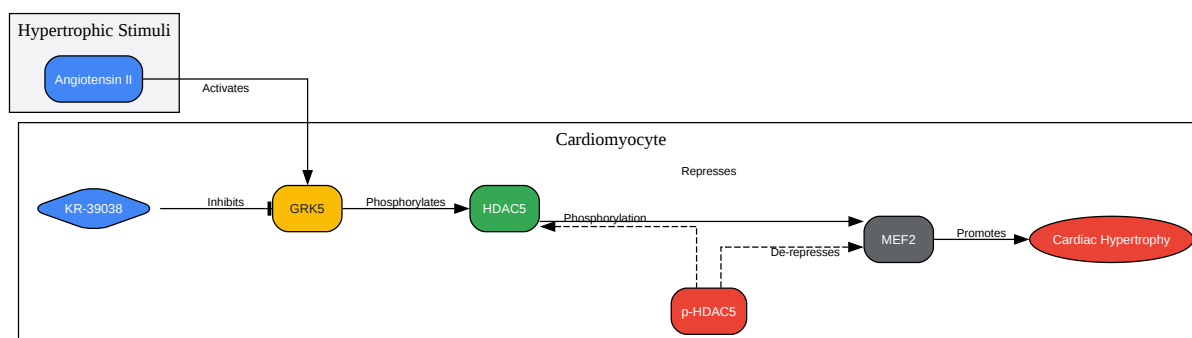 Hypertrophic Stimuli
Angiotensin II
Activates
Cardiomyocyte
Represses
KR-39038
Inhibits
GRK5
Phosphorylates
HDAC5
Phosphorylation
MEF2
Promotes
Cardiac Hypertrophy
De-represses
p-HDAC5